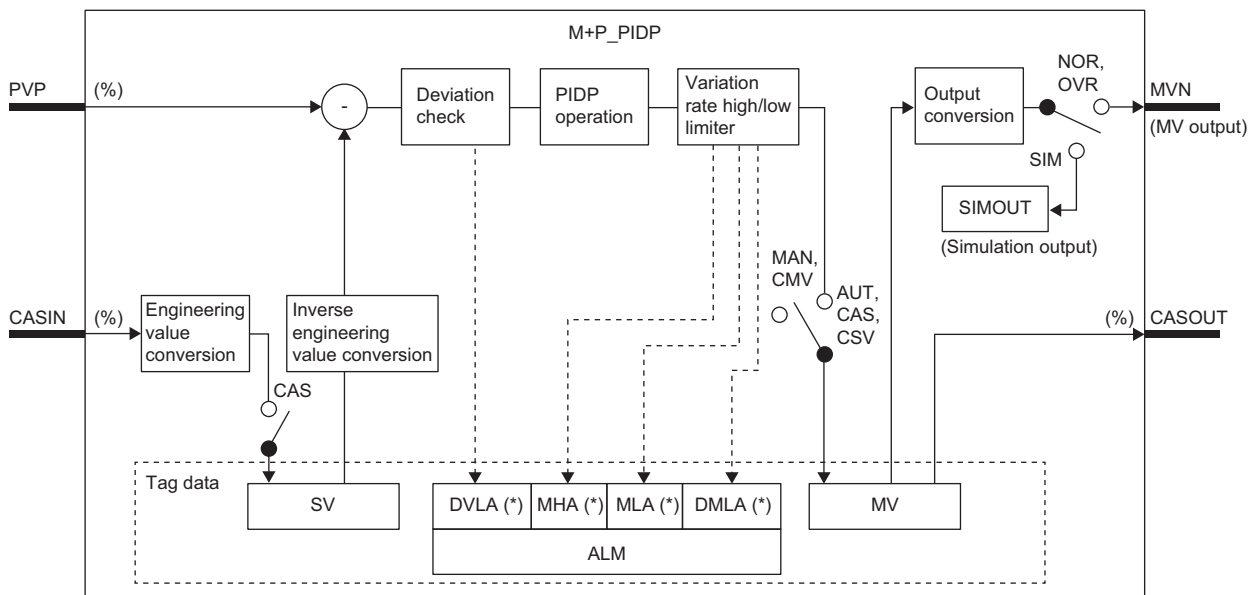 M+P_PIDP
PVP
(%)
-
Deviation
check
PIDP
operation
Variation
rate high/low
limiter
Output
conversion
NOR,
OVR
MVN
(MV output)
SIM
SIMOUT
(Simulation output)
MAN,
CMV
AUT,
CAS,
CSV
CASIN
(%)
Engineering
value
conversion
Inverse
engineering
value conversion
(%)
CASOUT
CAS
Tag data
SV
DVLA (*)
MHA (*)
MLA (*)
DMLA (*)
MV
ALM